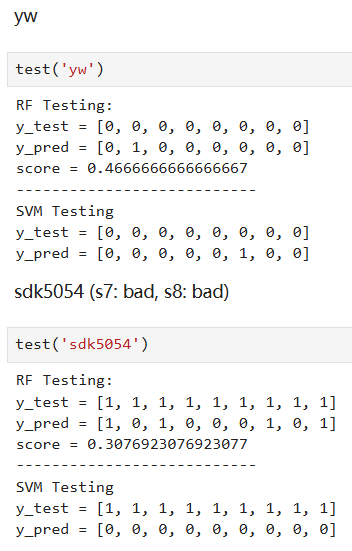 yw
test('yw')
RF Testing:
y_test = [0, 0, 0, 0, 0, 0, 0, 0]
y_pred = [0, 1, 0, 0, 0, 0, 0, 0]
score = 0.4666666666666667
---------------------------
SVM Testing
y_test = [0, 0, 0, 0, 0, 0, 0, 0]
y_pred = [0, 0, 0, 0, 0, 1, 0, 0]
sdk5054 (s7: bad, s8: bad)
test('sdk5054')
RF Testing:
y_test = [1, 1, 1, 1, 1, 1, 1, 1, 1]
y_pred = [1, 0, 1, 0, 0, 0, 1, 0, 1]
score = 0.3076923076923077
---------------------------
SVM Testing
y_test = [1, 1, 1, 1, 1, 1, 1, 1, 1]
y_pred = [0, 0, 0, 0, 0, 0, 0, 0, 0]